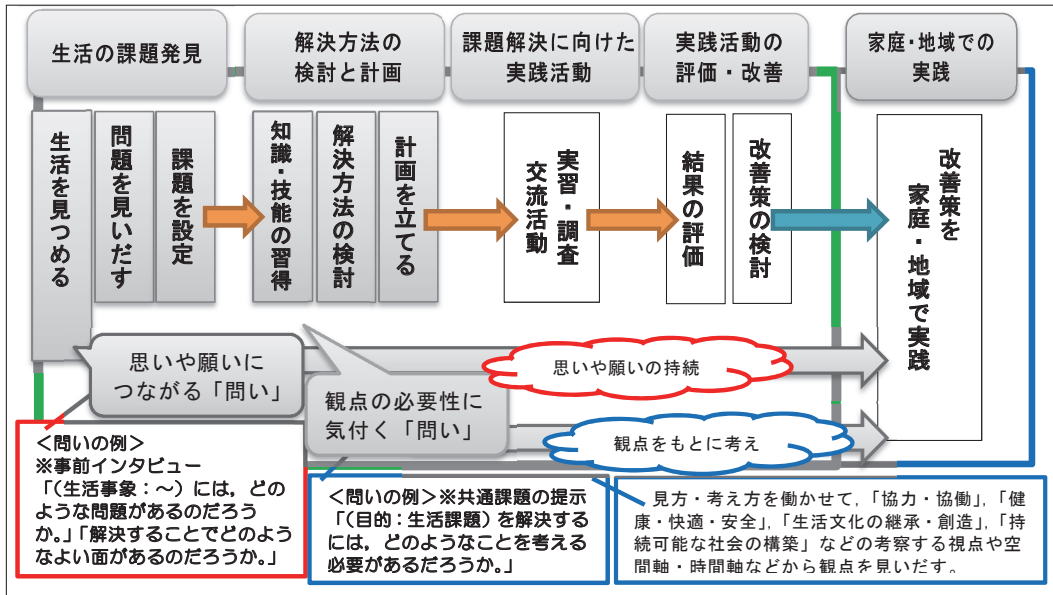 生活の課題発見
解決方法の
検討と計画
課題解決に向けた
実践活動
実践活動の
評価・改善
家庭・地域での
実践
生活を見つめる
問題を見いだす
課題を設定
知識・技能の習得
解決方法の検討
計画を立てる
実習・調査
交流活動
結果の評価
改善策の検討
改善策を
家庭・地域で実践
思いや願いに
つながる「問い」
思いや願いの持続
観点の必要性に
気付く「問い」
観点をもとに考え
<問いの例>
※事前インタビュー
「(生活事象:~)には,どの
ような問題があるのだろう
か。」「解決することでどのような
よい面があるのだろうか。」
<問いの例>※共通課題の提示
「(目的:生活課題)を解決する
には,どのようなことを考える
必要があるだろうか。」
見方・考え方を働かせて,「協力・協働」,「健
康・快適・安全」,「生活文化の継承・創造」,「持
続可能な社会の構築」などの考察する視点や空
間軸・時間軸などから観点を見いだす。